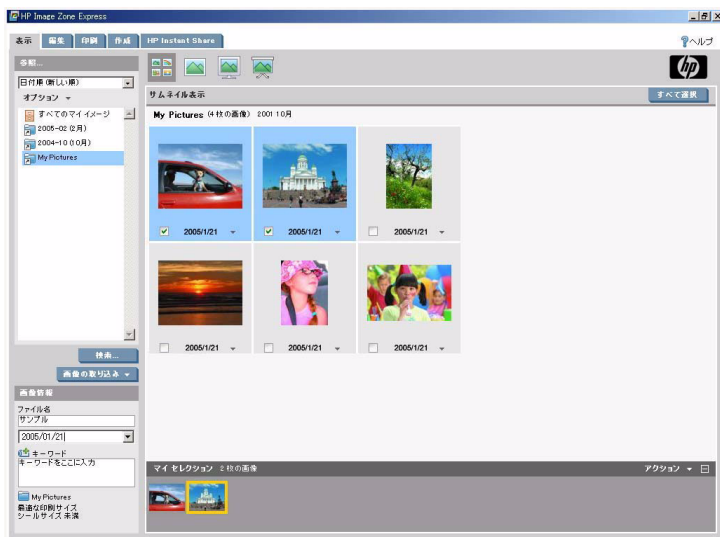 HP Image Zone Express
表示 編集 印刷 作成 HP Instant Share ヘルプ
参照...
日付順 (新しい順)
オプション
すべてのマイ イメージ
2005-02 (2月)
2004-10 (10月)
My Pictures
検索...
画像の取り込み
画像情報
ファイル名
サンプル
2005/01/21
キーワード
キーワードをここに入力
My Pictures
最適な印刷サイズ
シールサイズ 未満
hp
サムネイル表示 すべて選択
My Pictures (4 枚の画像) 2001 10月
2005/1/21 2005/1/21 2005/1/21
2005/1/21 2005/1/21 2005/1/21
マイ セレクション 2 枚の画像 アクション